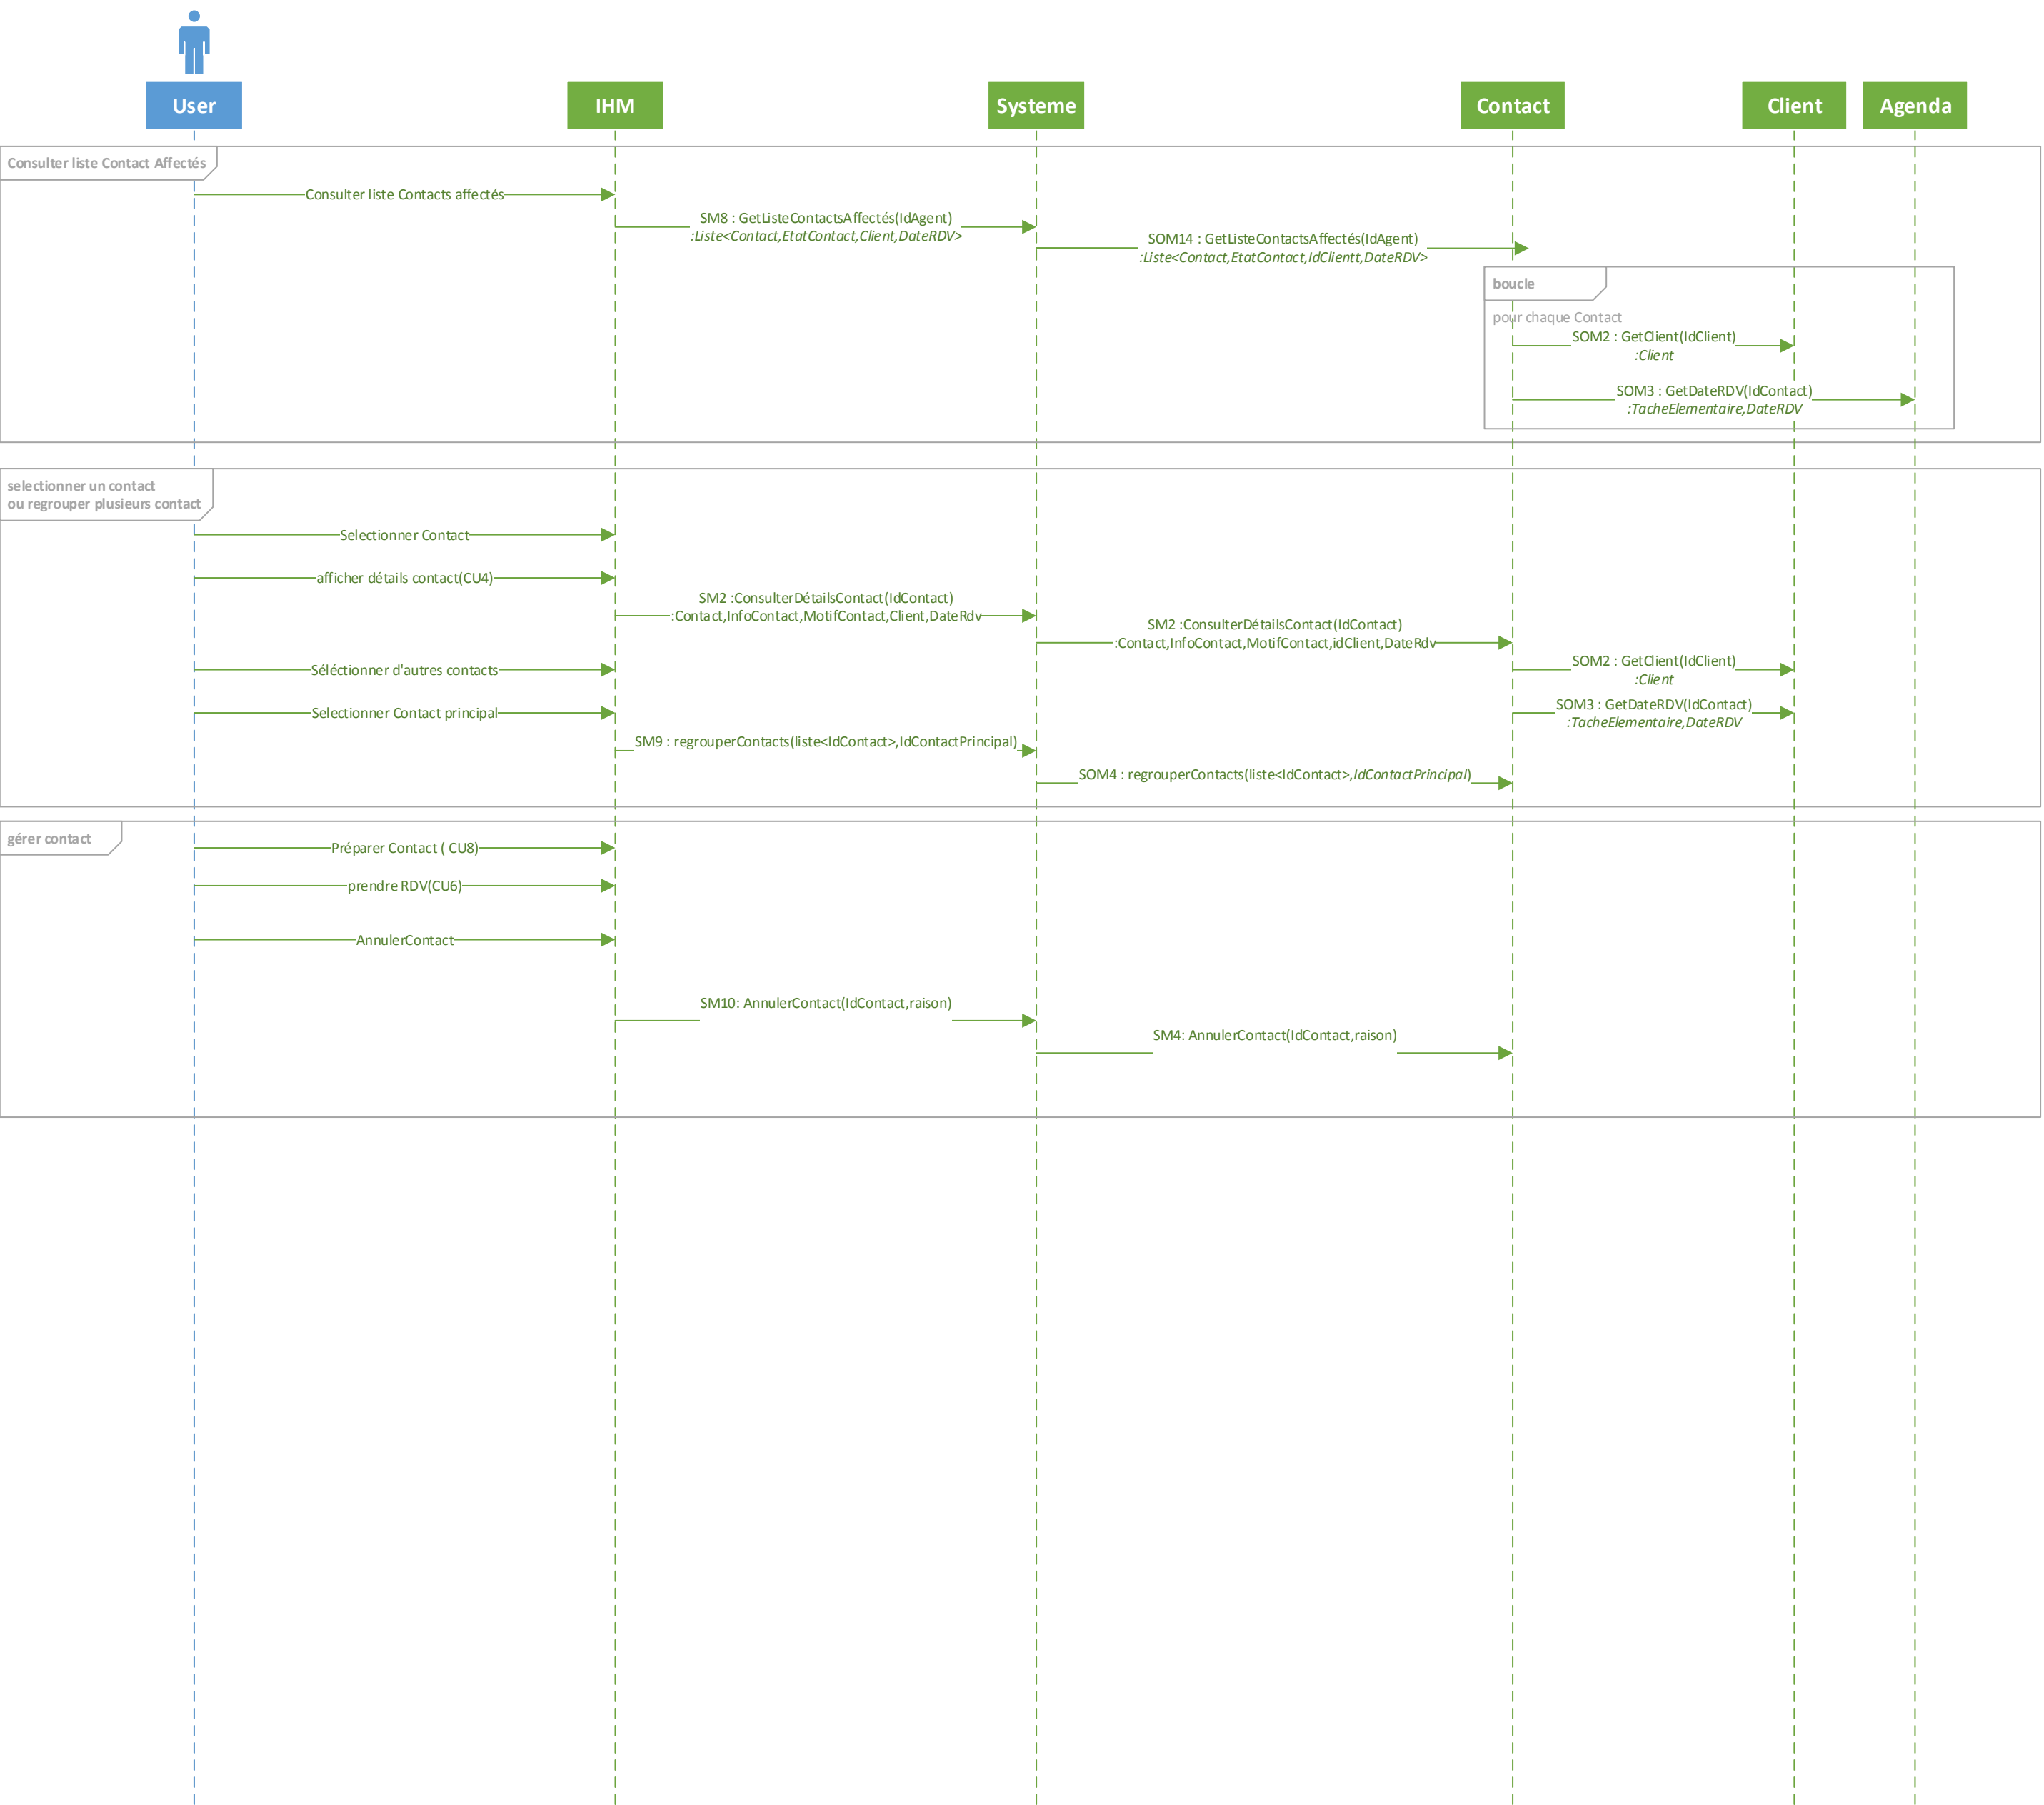 User
IHM
Systeme
Contact
Client
Agenda
Consulter liste Contact Affectés
Consulter liste Contacts affectés
SM8 : GetListeContactsAffectés(IdAgent)
:Liste<Contact,EtatContact,Client,DateRDV>
SOM14 : GetListeContactsAffectés(IdAgent)
:Liste<Contact,EtatContact,IdClientt,DateRDV>
boucle
pour chaque Contact
SOM2 : GetClient(IdClient)
:Client
SOM3 : GetDateRDV(IdContact)
:TacheElementaire,DateRDV
selectionner un contact
ou regrouper plusieurs contact
Selectionner Contact
afficher détails contact(CU4)
SM2 :ConsulterDétailsContact(IdContact)
:Contact,InfoContact,MotifContact,Client,DateRdv
SM2 :ConsulterDétailsContact(IdContact)
:Contact,InfoContact,MotifContact,idClient,DateRdv
Séléctionner d'autres contacts
SOM2 : GetClient(IdClient)
:Client
Selectionner Contact principal
SOM3 : GetDateRDV(IdContact)
:TacheElementaire,DateRDV
SM9 : regrouperContacts(liste<IdContact>,IdContactPrincipal)
SOM4 : regrouperContacts(liste<IdContact>,IdContactPrincipal)
gérer contact
Préparer Contact ( CU8)
prendre RDV(CU6)
AnnulerContact
SM10: AnnulerContact(IdContact,raison)
SM4: AnnulerContact(IdContact,raison)